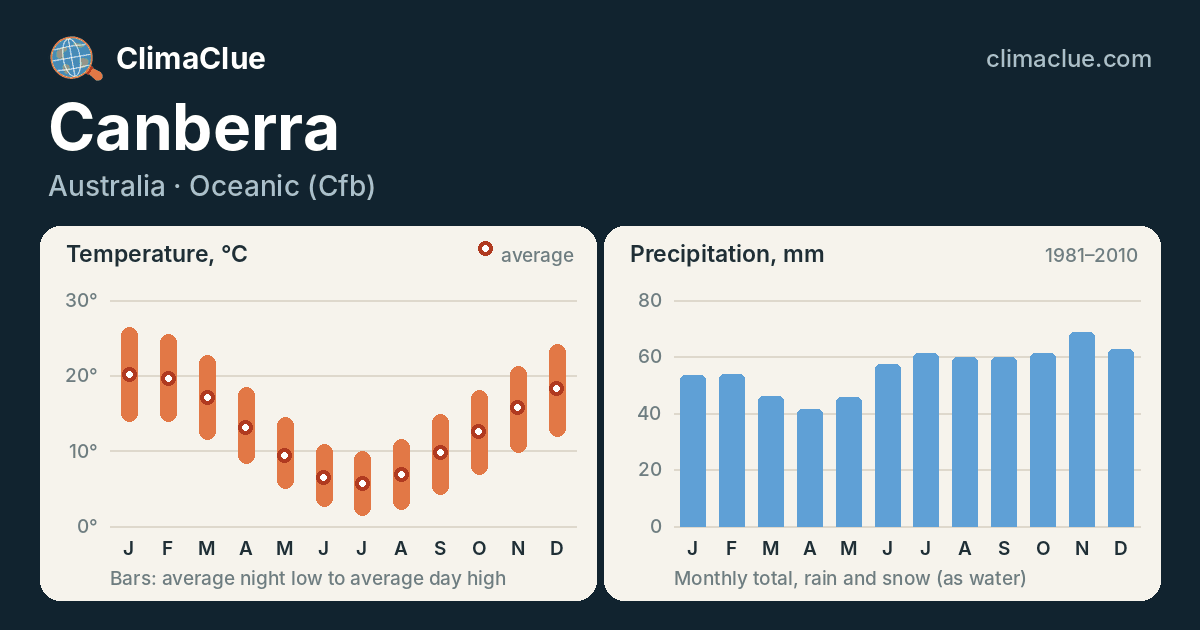 ClimaClue
climaclue.com
Canberra
Australia · Oceanic (Cfb)
Temperature, °C
average
30°
20°
10°
0°
J F M A M J J A S O N D
Bars: average night low to average day high
Precipitation, mm
1981–2010
80
60
40
20
0
J F M A M J J A S O N D
Monthly total, rain and snow (as water)